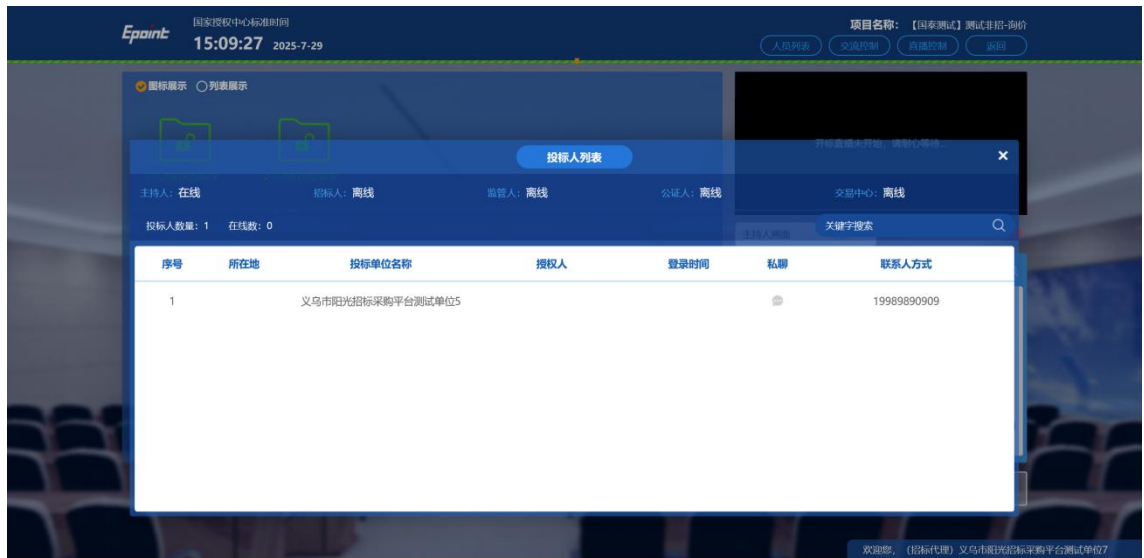 Epoint
国家授权中心标准时间
15:09:27 2025-7-29
项目名称：【国泰测试】测试非招-询价
人员列表 交流控制 直播控制 返回
图标展示 列表展示
开标直播未开始，请耐心等待...
投标人列表
主持人：在线 招标人：离线 监管人：离线 公证人：离线 交易中心：离线
投标人数量：1 在线数：0 关键字搜索
主持人画面
序号 所在地 投标单位名称 授权人 登录时间 私聊 联系人方式
1 义乌市阳光招标采购平台测试单位5 19989890909
欢迎您，（招标代理）义乌市阳光招标采购平台测试单位7